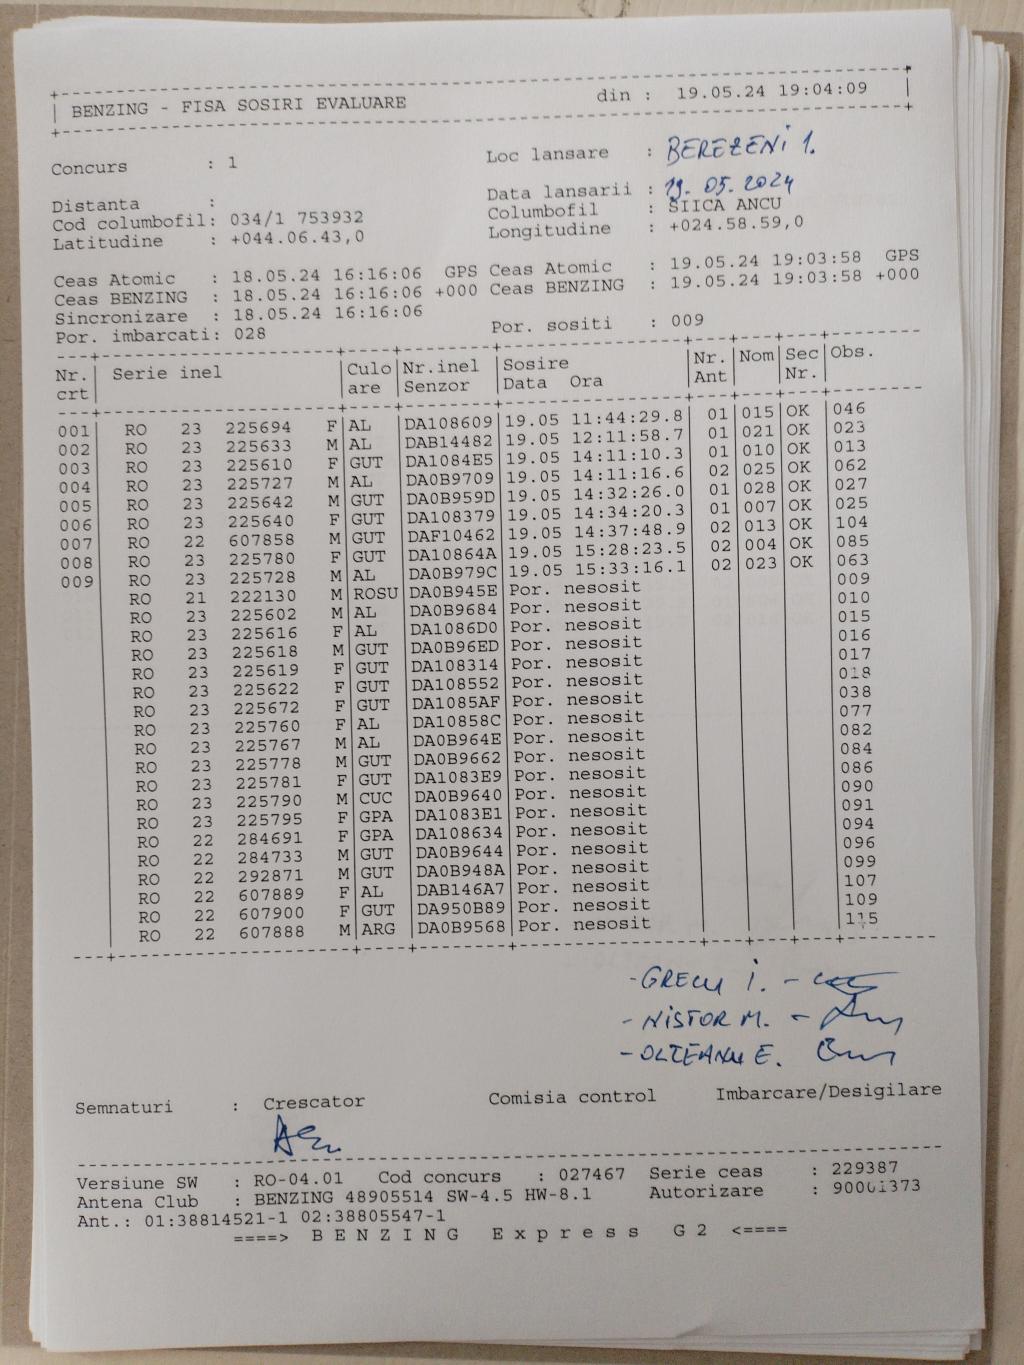 BENZING - FISA SOSIRI EVALUARE din : 19.05.24 19:04:09
Concurs : 1 Loc lansare : BEREZENI 1.
Distanta : Data lansarii : 19.05.2024
Cod columbofil: 034/1 753932 Columbofil : SIICA ANCU
Latitudine : +044.06.43,0 Longitudine : +024.58.59,0
Ceas Atomic : 18.05.24 16:16:06 GPS Ceas Atomic : 19.05.24 19:03:58 GPS
Ceas BENZING : 18.05.24 16:16:06 +000 Ceas BENZING : 19.05.24 19:03:58 +000
Sincronizare : 18.05.24 16:16:06
Por. imbarcati: 028 Por. sositi : 009
Nr. Serie inel Culo Nr.inel Sosire Nr. Nom Sec Obs.
crt are Senzor Data Ora Ant Nr.
001 RO 23 225694 F AL DA108609 19.05 11:44:29.8 01 015 OK 046
002 RO 23 225633 M AL DAB14482 19.05 12:11:58.7 01 021 OK 023
003 RO 23 225610 F GUT DA1084E5 19.05 14:11:10.3 01 010 OK 013
004 RO 23 225727 M AL DA0B9709 19.05 14:11:16.6 02 025 OK 062
005 RO 23 225642 M GUT DA0B959D 19.05 14:32:26.0 01 028 OK 027
006 RO 23 225640 F GUT DA108379 19.05 14:34:20.3 01 007 OK 025
007 RO 22 607858 M GUT DAF10462 19.05 14:37:48.9 02 013 OK 104
008 RO 23 225780 F GUT DA10864A 19.05 15:28:23.5 02 004 OK 085
009 RO 23 225728 M AL DA0B979C 19.05 15:33:16.1 02 023 OK 063
RO 21 222130 M ROSU DA0B945E Por. nesosit 009
RO 23 225602 M AL DA0B9684 Por. nesosit 010
RO 23 225616 F AL DA1086D0 Por. nesosit 015
RO 23 225618 M GUT DA0B96ED Por. nesosit 016
RO 23 225619 F GUT DA108314 Por. nesosit 017
RO 23 225622 F GUT DA108552 Por. nesosit 018
RO 23 225672 F GUT DA1085AF Por. nesosit 038
RO 23 225760 F AL DA10858C Por. nesosit 077
RO 23 225767 M AL DA0B964E Por. nesosit 082
RO 23 225778 M GUT DA0B9662 Por. nesosit 084
RO 23 225781 F GUT DA1083E9 Por. nesosit 086
RO 23 225790 M CUC DA0B9640 Por. nesosit 090
RO 23 225795 F GPA DA1083E1 Por. nesosit 091
RO 22 284691 F GPA DA108634 Por. nesosit 094
RO 22 284733 M GUT DA0B9644 Por. nesosit 096
RO 22 292871 M GUT DA0B948A Por. nesosit 099
RO 22 607889 F AL DAB146A7 Por. nesosit 107
RO 22 607900 F GUT DA950B89 Por. nesosit 109
RO 22 607888 M ARG DA0B9568 Por. nesosit 115
- GRECU I. -
- NISTOR M. -
- OLTEANU E.
Semnaturi : Crescator Comisia control Imbarcare/Desigilare
Versiune SW : RO-04.01 Cod concurs : 027467 Serie ceas : 229387
Antena Club : BENZING 48905514 SW-4.5 HW-8.1 Autorizare : 90001373
Ant.: 01:38814521-1 02:38805547-1
====> BENZING Express G2 <====